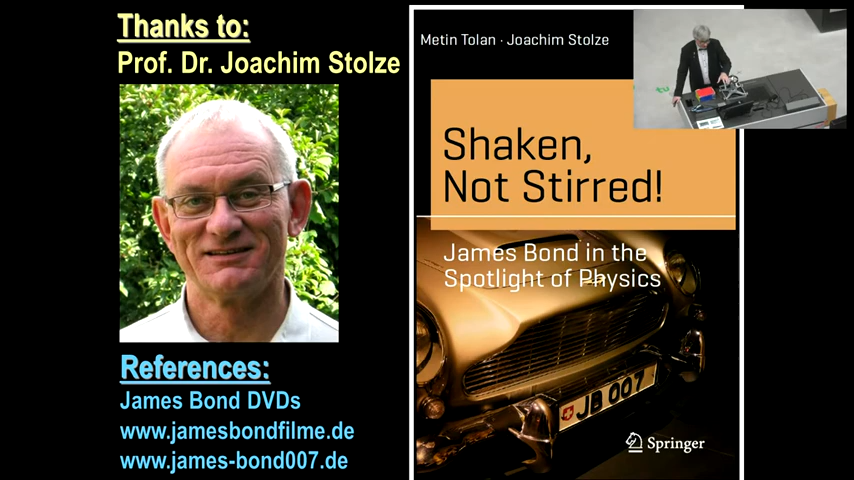 Thanks to:
Prof. Dr. Joachim Stolze
References:
James Bond DVDs
www.jamesbondfilme.de
www.james-bond007.de
Metin Tolan · Joachim Stolze
Shaken,
Not Stirred!
James Bond in the
Spotlight of Physics
JB 007
Springer